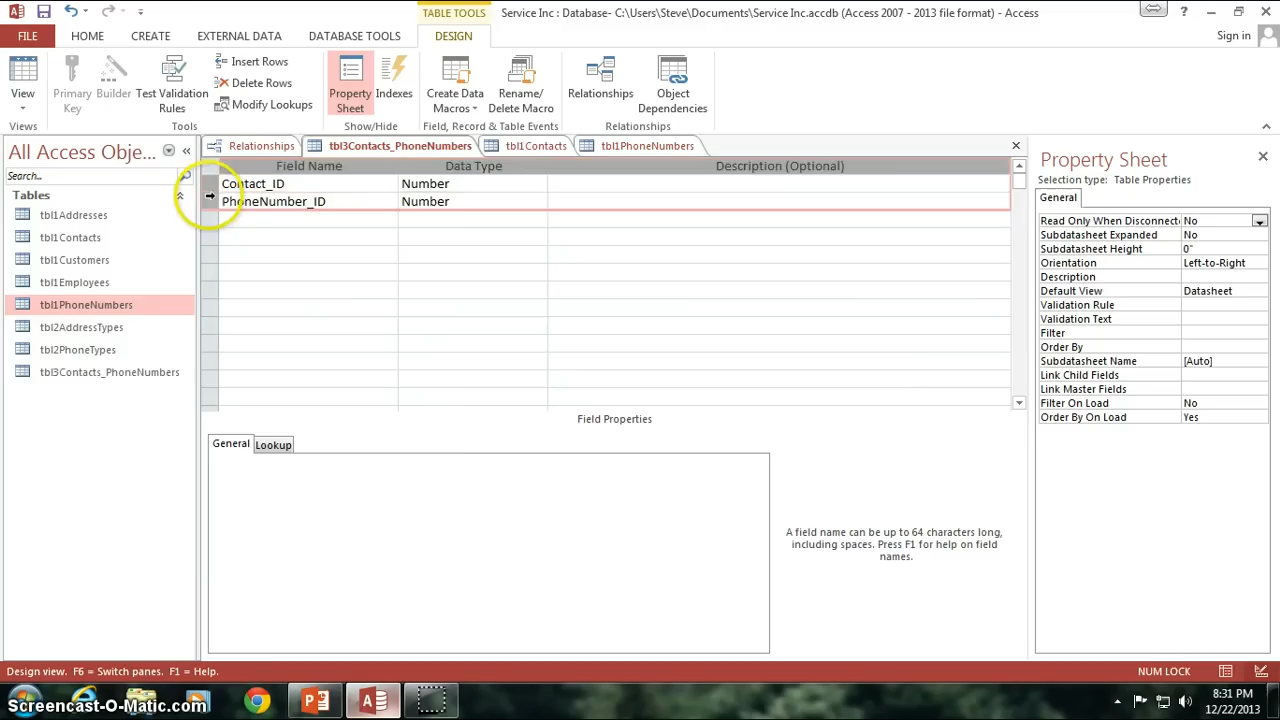 Service Inc : Database- C:\Users\Steve\Documents\Service Inc.accdb (Access 2007 - 2013 file format) - Access
TABLE TOOLS
FILE
HOME
CREATE
EXTERNAL DATA
DATABASE TOOLS
DESIGN
Sign in
View
Primary Key
Builder
Test Validation Rules
Insert Rows
Delete Rows
Modify Lookups
Property Sheet
Indexes
Create Data Macros
Rename/ Delete Macro
Relationships
Object Dependencies
Views
Tools
Show/Hide
Field, Record & Table Events
Relationships
All Access Obje...
Search...
Tables
tbl1Addresses
tbl1Contacts
tbl1Customers
tbl1Employees
tbl1PhoneNumbers
tbl2AddressTypes
tbl2PhoneTypes
tbl3Contacts_PhoneNumbers
Relationships
tbl3Contacts_PhoneNumbers
tbl1Contacts
tbl1PhoneNumbers
Field Name Data Type Description (Optional)
Contact_ID Number
PhoneNumber_ID Number
Field Properties
General
Lookup
A field name can be up to 64 characters long,
including spaces. Press F1 for help on field
names.
Property Sheet
Selection type: Table Properties
General
Read Only When Disconnecte No
Subdatasheet Expanded No
Subdatasheet Height 0"
Orientation Left-to-Right
Description
Default View Datasheet
Validation Rule
Validation Text
Filter
Order By
Subdatasheet Name [Auto]
Link Child Fields
Link Master Fields
Filter On Load No
Order By On Load Yes
Design view. F6 = Switch panes. F1 = Help.
NUM LOCK
Screencast-O-Matic.com
8:31 PM
12/22/2013